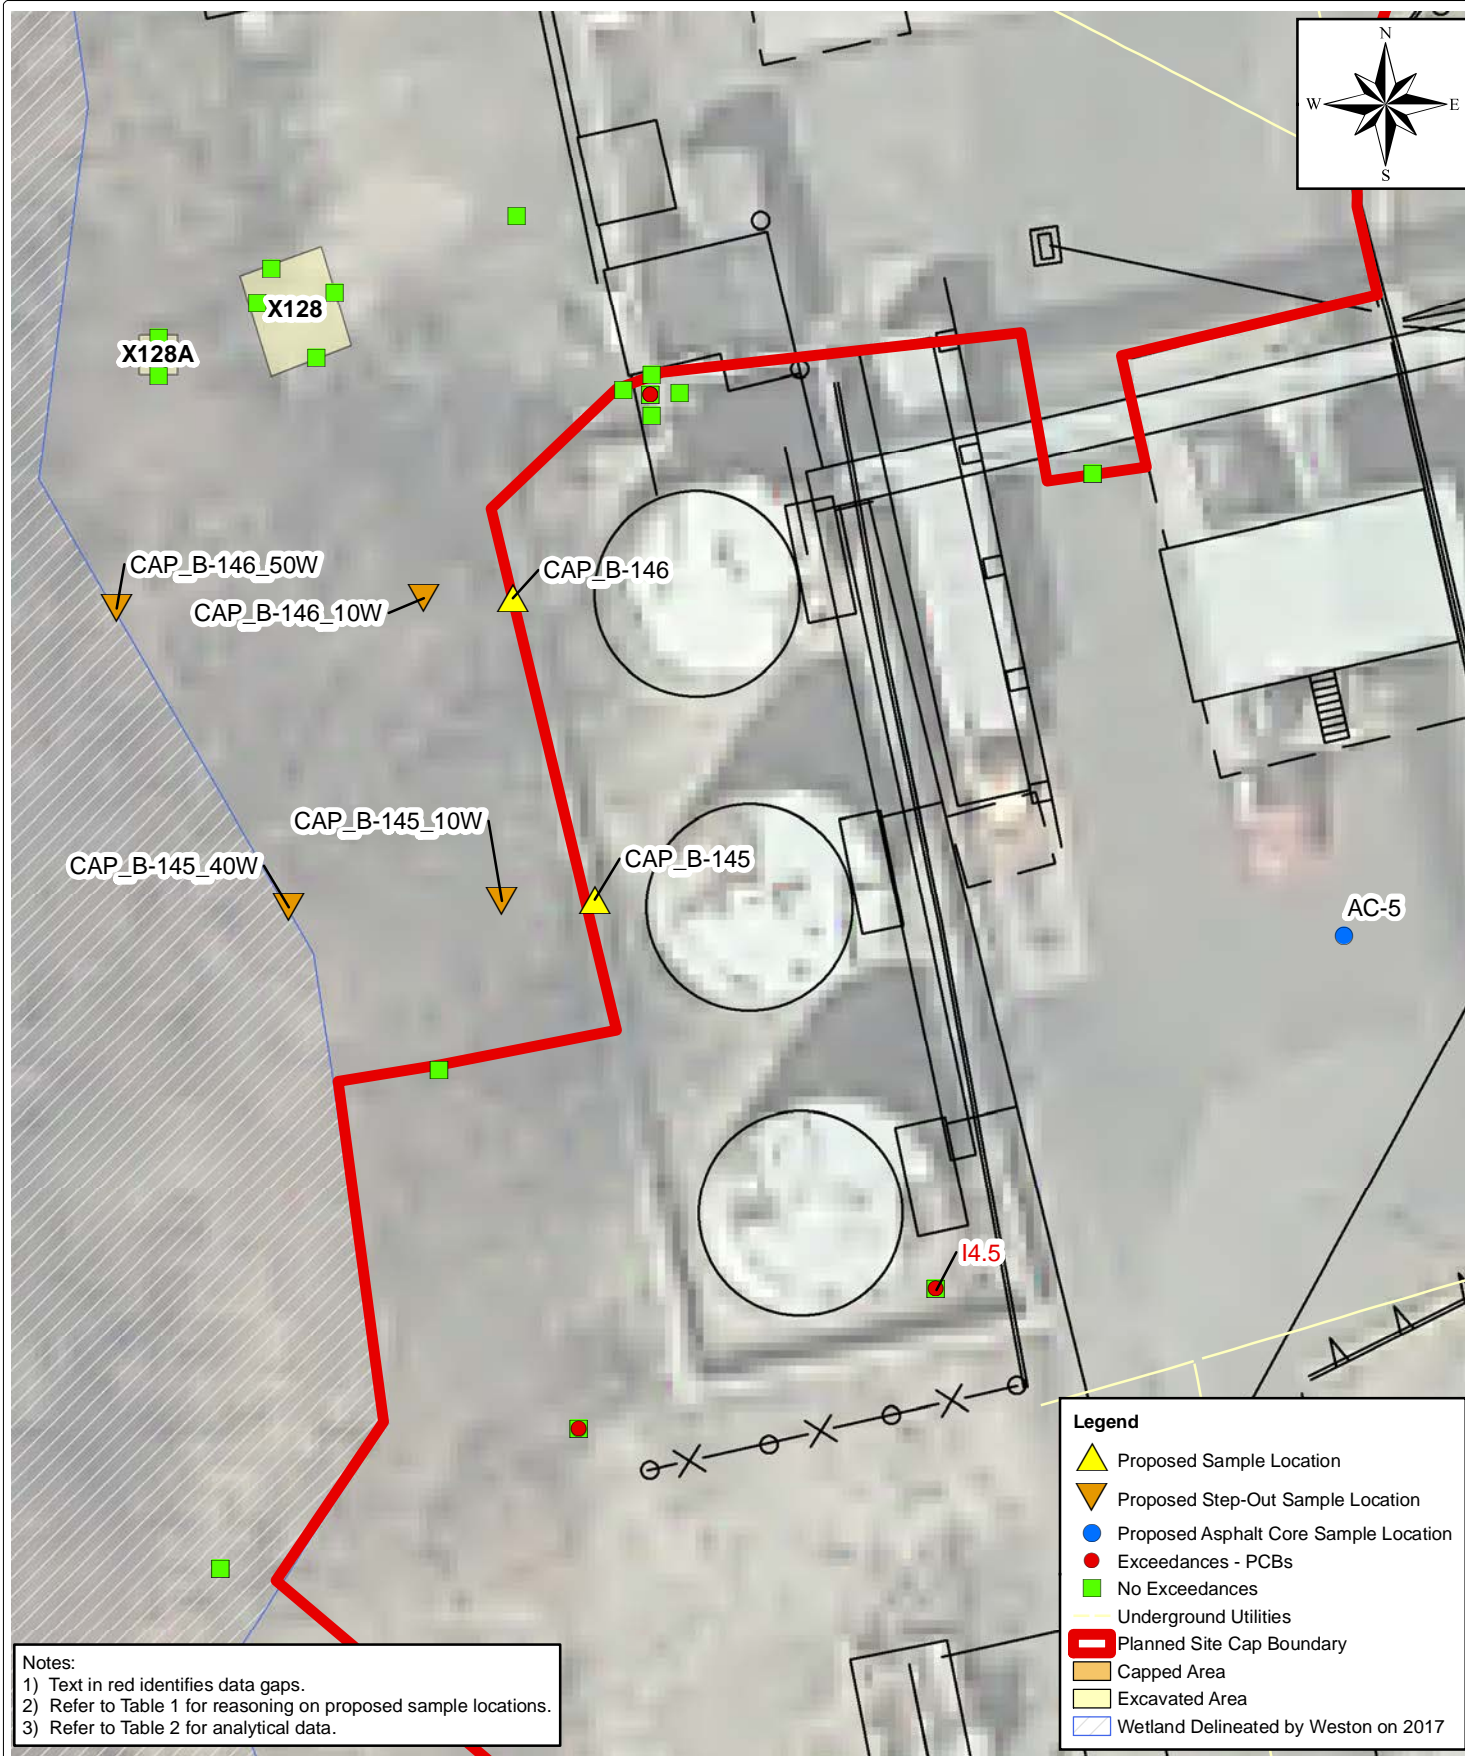 N
W
E
S
X128
X128A
CAP_B-146_50W
CAP_B-146
CAP_B-146_10W
CAP_B-145_10W
CAP_B-145
CAP_B-145_40W
AC-5
I4.5
Legend
Proposed Sample Location
Proposed Step-Out Sample Location
Proposed Asphalt Core Sample Location
Exceedances - PCBs
No Exceedances
Underground Utilities
Planned Site Cap Boundary
Capped Area
Excavated Area
Wetland Delineated by Weston on 2017
Notes:
1) Text in red identifies data gaps.
2) Refer to Table 1 for reasoning on proposed sample locations.
3) Refer to Table 2 for analytical data.